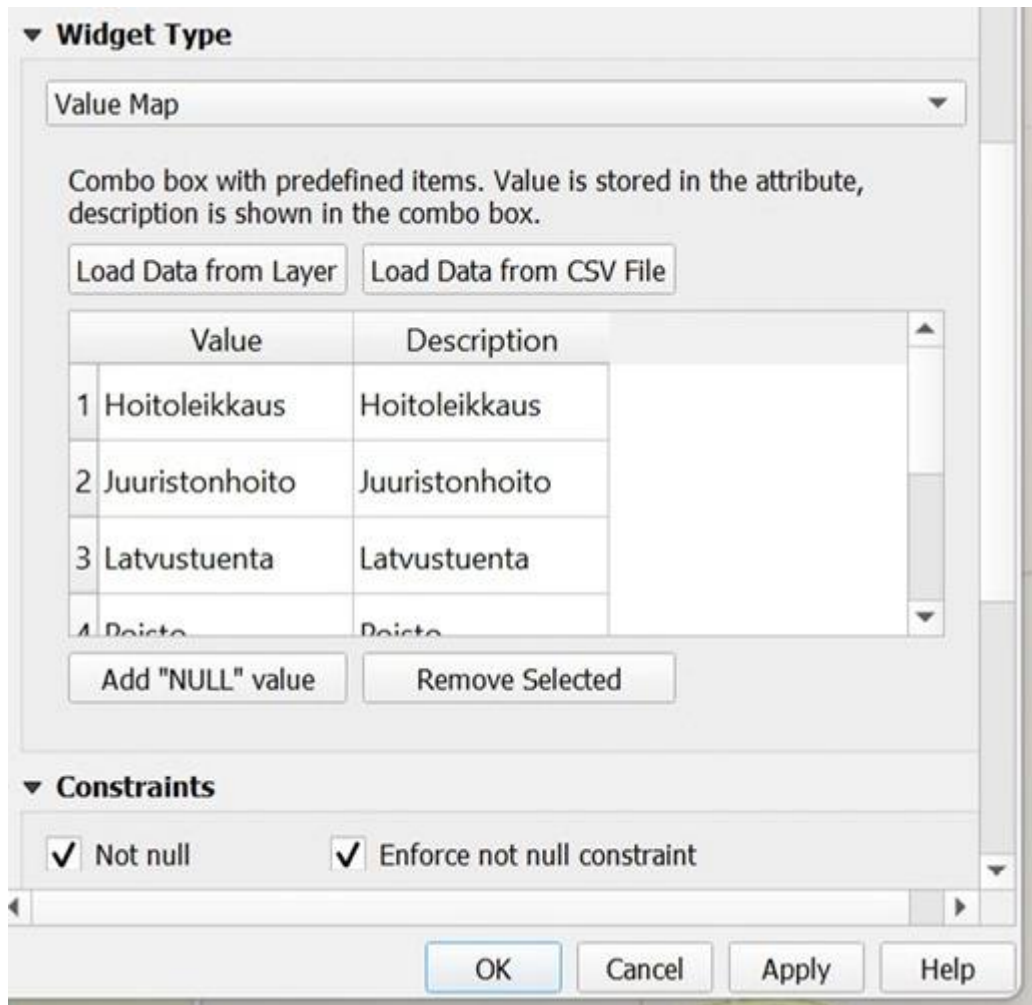 Widget Type
Value Map
Combo box with predefined items. Value is stored in the attribute,
description is shown in the combo box.
Load Data from Layer Load Data from CSV File
Value Description
1 Hoitoleikkaus Hoitoleikkaus
2 Juuristonhoito Juuristonhoito
3 Latvustuenta Latvustuenta
4 Poisto Poisto
Add "NULL" value Remove Selected
Constraints
Not null Enforce not null constraint
OK Cancel Apply Help